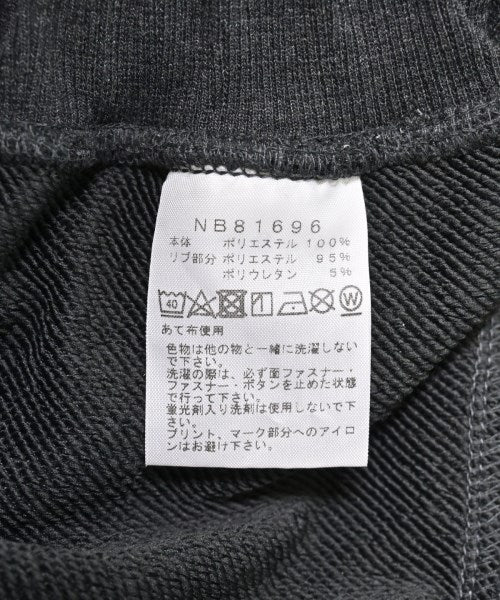 NB81696
本体 ポリエステル 100%
リブ部分 ポリエステル 95%
ポリウレタン 5%
40 W
あて布使用
色物は他の物と一緒に洗濯しない
で下さい。
洗濯の際は、必ず面ファスナー・
ファスナー・ボタンを止めた状態
で行って下さい。
蛍光剤入り洗剤は使用しないで下
さい。
プリント、マーク部分へのアイロ
ンはお避け下さい。